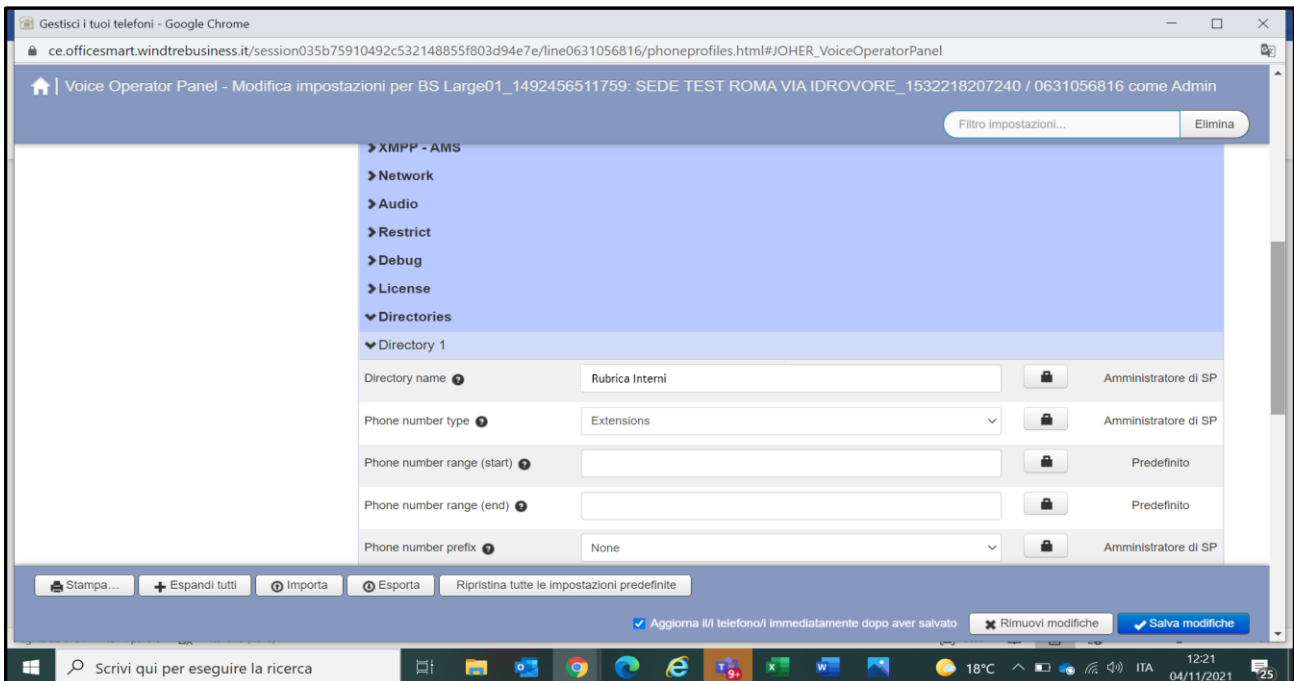 Gestisci i tuoi telefoni - Google Chrome
ce.officesmart.windtrebusiness.it/session035b75910492c532148855f803d94e7e/line0631056816/phoneprofiles.html#JOHER_VoiceOperatorPanel
| Voice Operator Panel - Modifica impostazioni per BS Large01_1492456511759: SEDE TEST ROMA VIA IDROVORE_1532218207240 / 0631056816 come Admin
Filtro impostazioni... Elimina
XMPP - AMS
Network
Audio
Restrict
Debug
License
Directories
Directory 1
Directory name Rubrica Interni Amministratore di SP
Phone number type Extensions Amministratore di SP
Phone number range (start) Predefinito
Phone number range (end) Predefinito
Phone number prefix None Amministratore di SP
Stampa... Espandi tutti Importa Esporta Ripristina tutte le impostazioni predefinite
Aggiorna il/i telefono/i immediatamente dopo aver salvato Rimuovi modifiche Salva modifiche
Scrivi qui per eseguire la ricerca 9+ 18°C ITA 12:21
04/11/2021 25